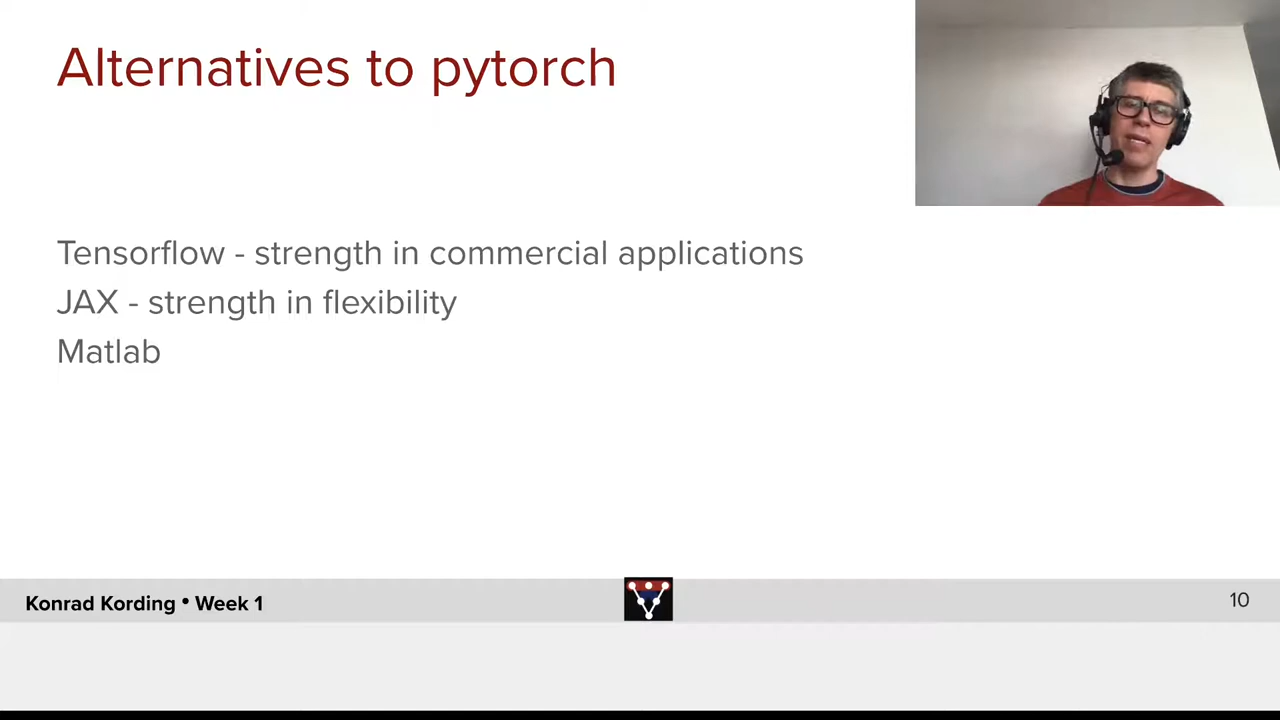 Alternatives to pytorch
Tensorflow - strength in commercial applications
JAX - strength in flexibility
Matlab
Konrad Kording • Week 1
10